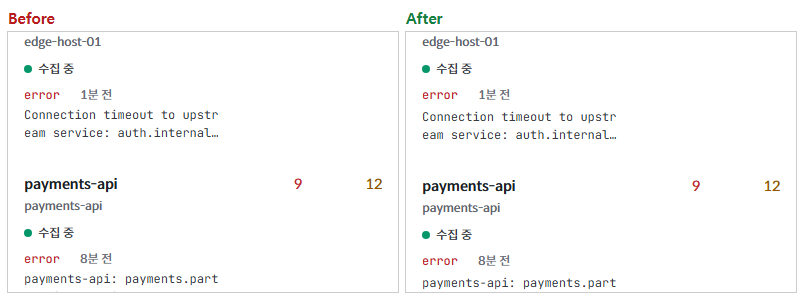 Before
edge-host-01
수집 중
error 1분 전
Connection timeout to upstr
eam service: auth.internal…
payments-api 9 12
payments-api
수집 중
error 8분 전
payments-api: payments.part
After
edge-host-01
수집 중
error 1분 전
Connection timeout to upstr
eam service: auth.internal…
payments-api 9 12
payments-api
수집 중
error 8분 전
payments-api: payments.part